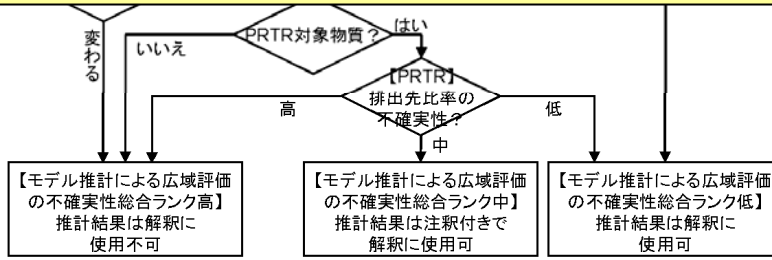 変わる
いいえ
PRTR対象物質？
はい
【PRTR】
排出先比率の
不確実性？
高
低
中
【モデル推計による広域評価
の不確実性総合ランク高】
推計結果は解釈に
使用不可
【モデル推計による広域評価
の不確実性総合ランク中】
推計結果は注釈付きで
解釈に使用可
【モデル推計による広域評価
の不確実性総合ランク低】
推計結果は解釈に
使用可